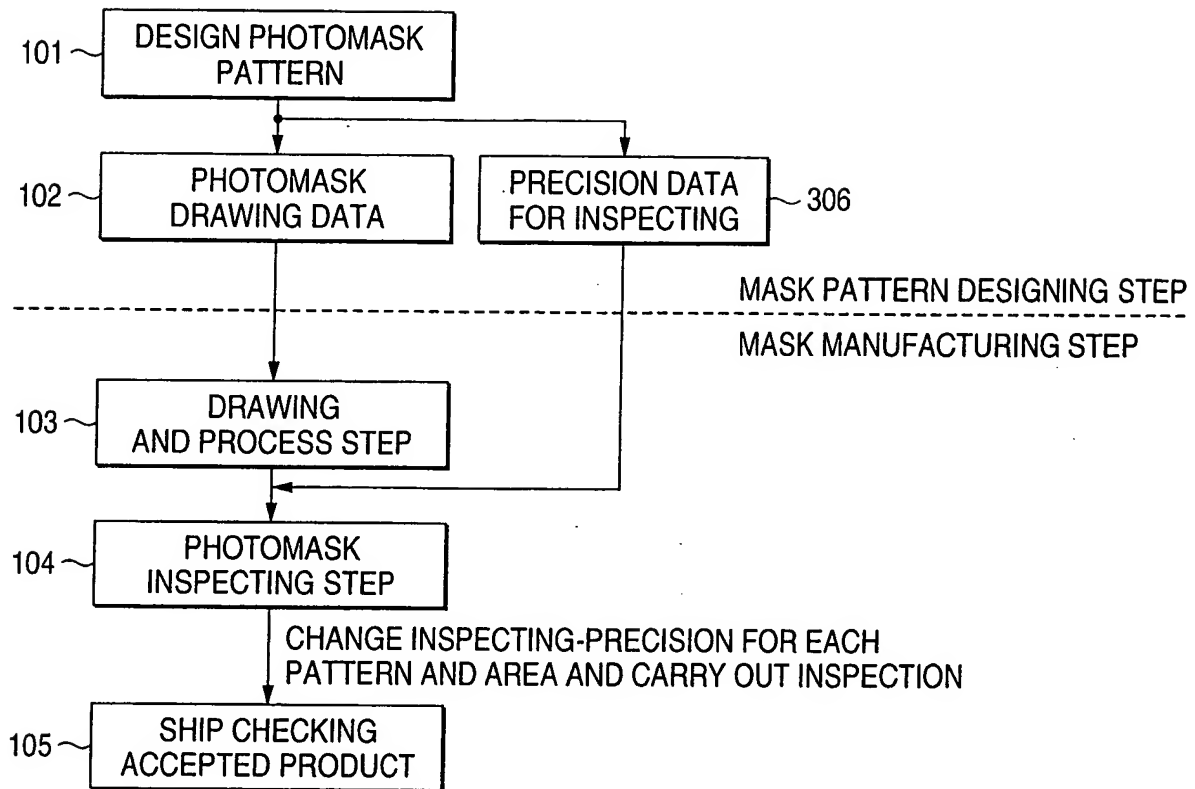 101
DESIGN PHOTOMASK
PATTERN
102
PHOTOMASK
DRAWING DATA
PRECISION DATA
FOR INSPECTING
306
MASK PATTERN DESIGNING STEP
MASK MANUFACTURING STEP
103
DRAWING
AND PROCESS STEP
104
PHOTOMASK
INSPECTING STEP
CHANGE INSPECTING-PRECISION FOR EACH
PATTERN AND AREA AND CARRY OUT INSPECTION
105
SHIP CHECKING
ACCEPTED PRODUCT